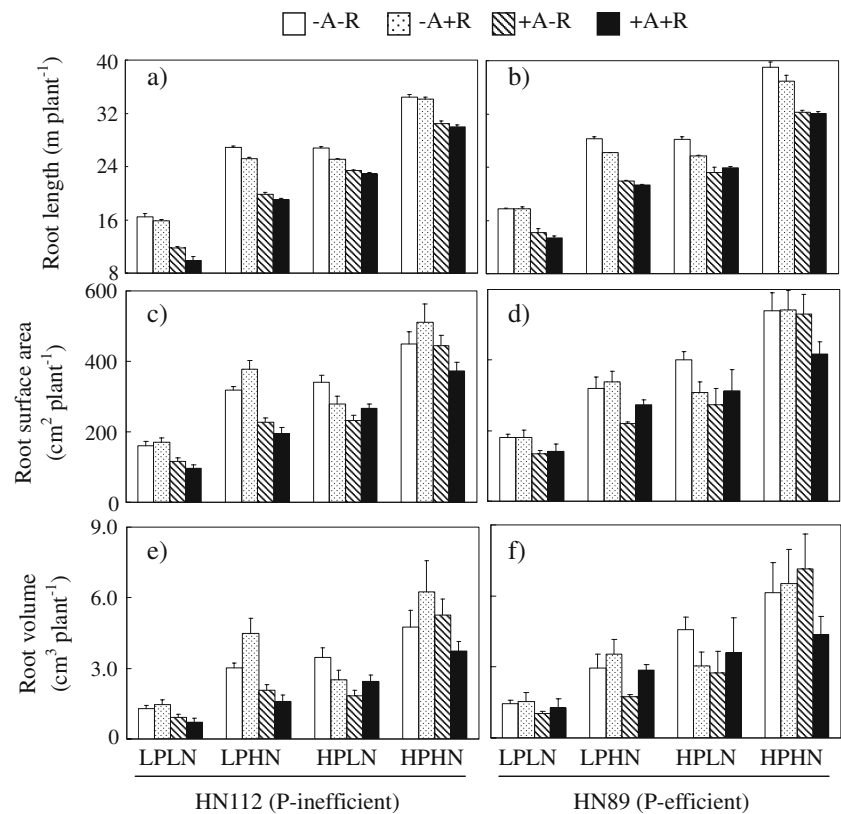 -A-R -A+R +A-R +A+R
a) b)
Root length (m plant⁻¹)
40
32
24
16
8
c) d)
Root surface area
(cm² plant⁻¹)
600
400
200
0
e) f)
Root volume
(cm³ plant⁻¹)
9.0
6.0
3.0
0
LPLN LPHN HPLN HPHN LPLN LPHN HPLN HPHN
HN112 (P-inefficient) HN89 (P-efficient)